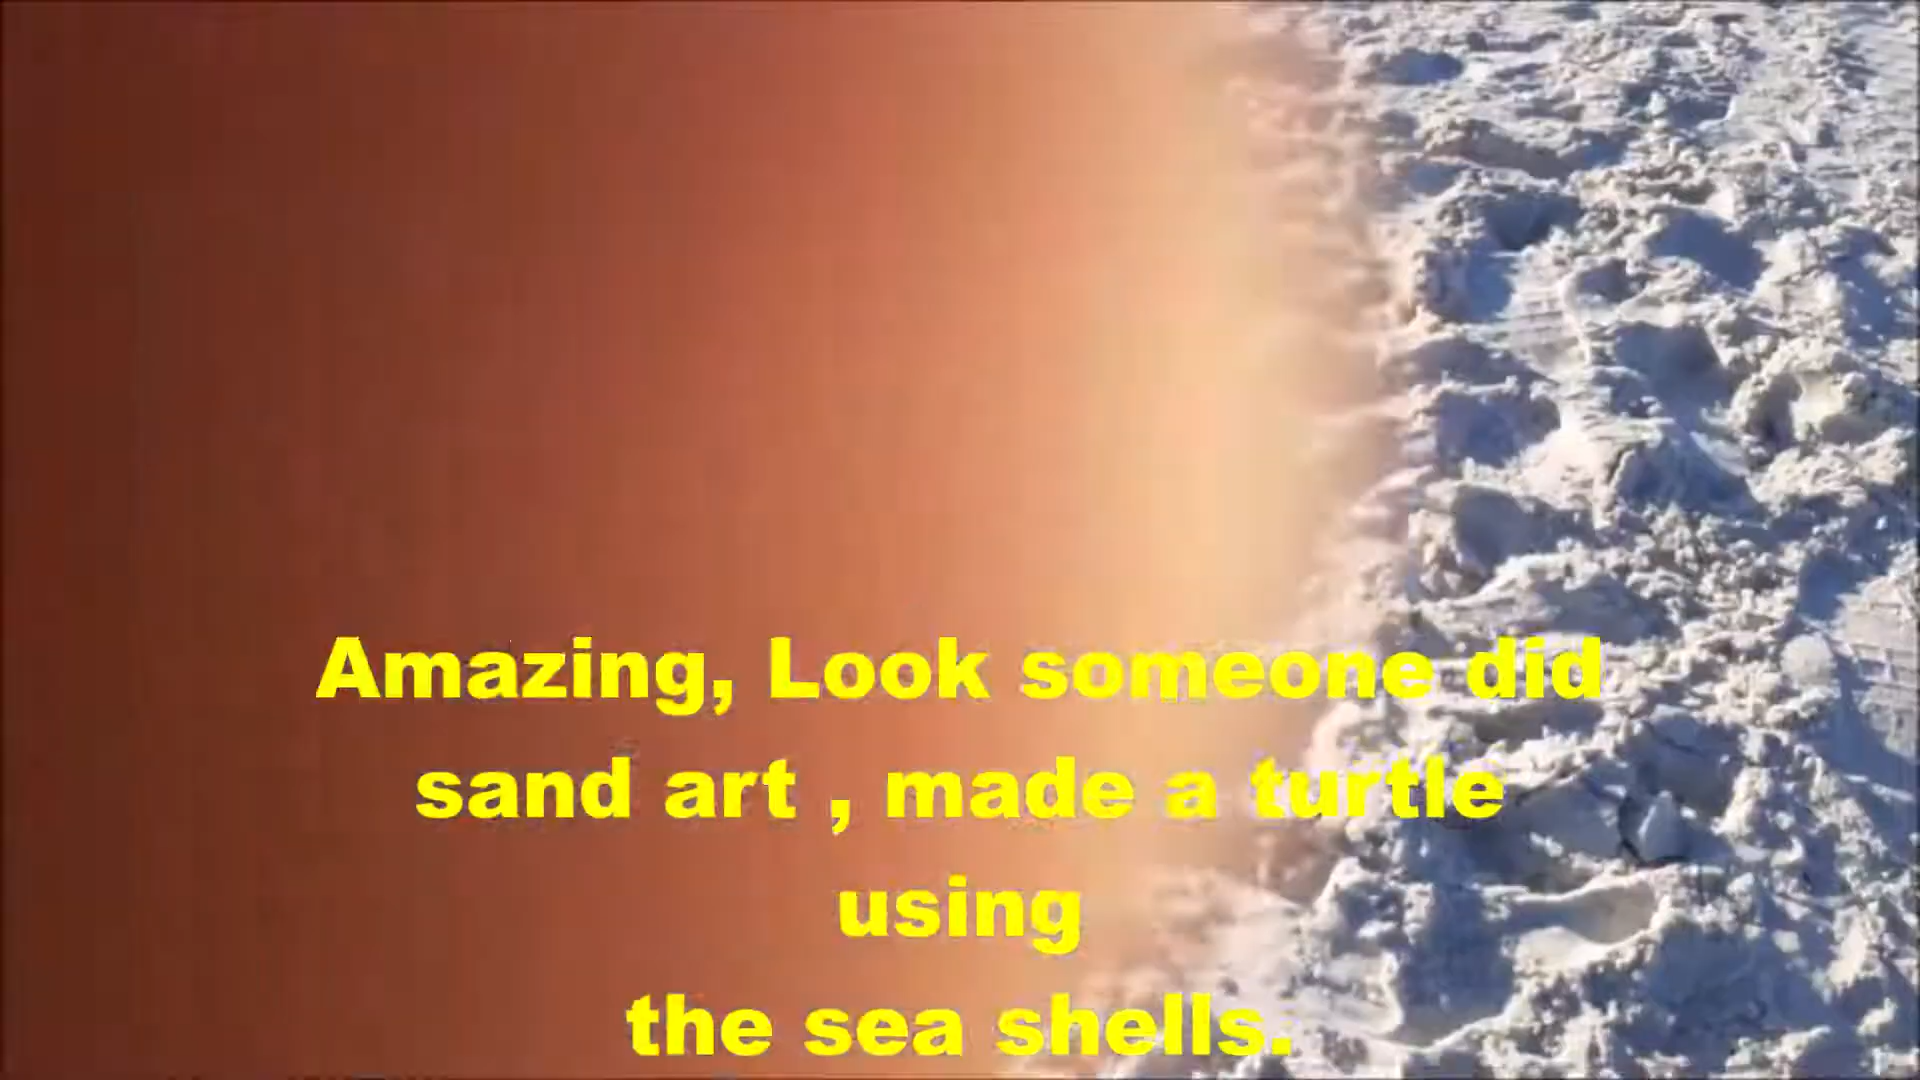 Amazing, Look someone did
sand art , made a turtle
using
the sea shells.